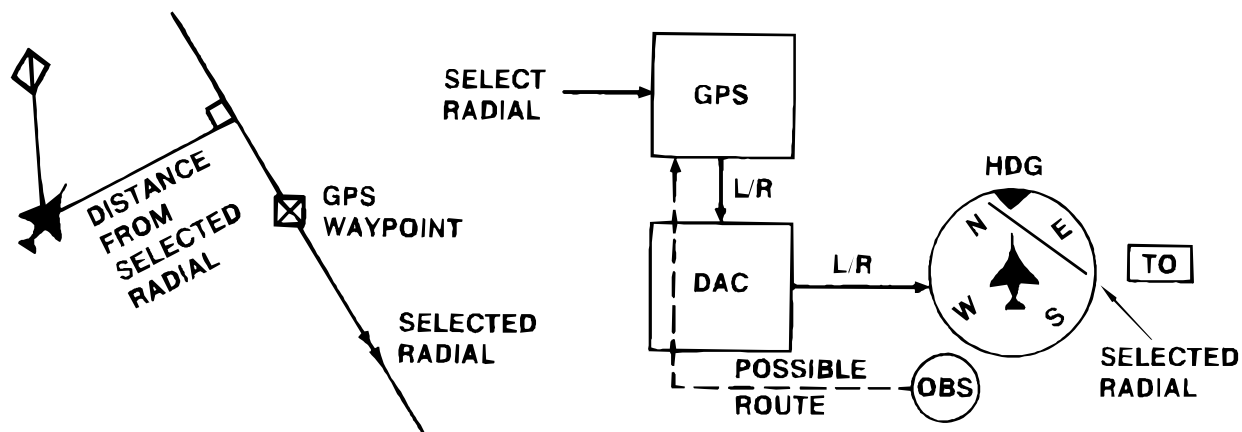 DISTANCE
FROM
SELECTED
RADIAL
GPS
WAYPOINT
SELECTED
RADIAL
SELECT
RADIAL
GPS
L/R
DAC
L/R
HDG
N
E
W
S
TO
SELECTED
RADIAL
POSSIBLE
ROUTE
OBS